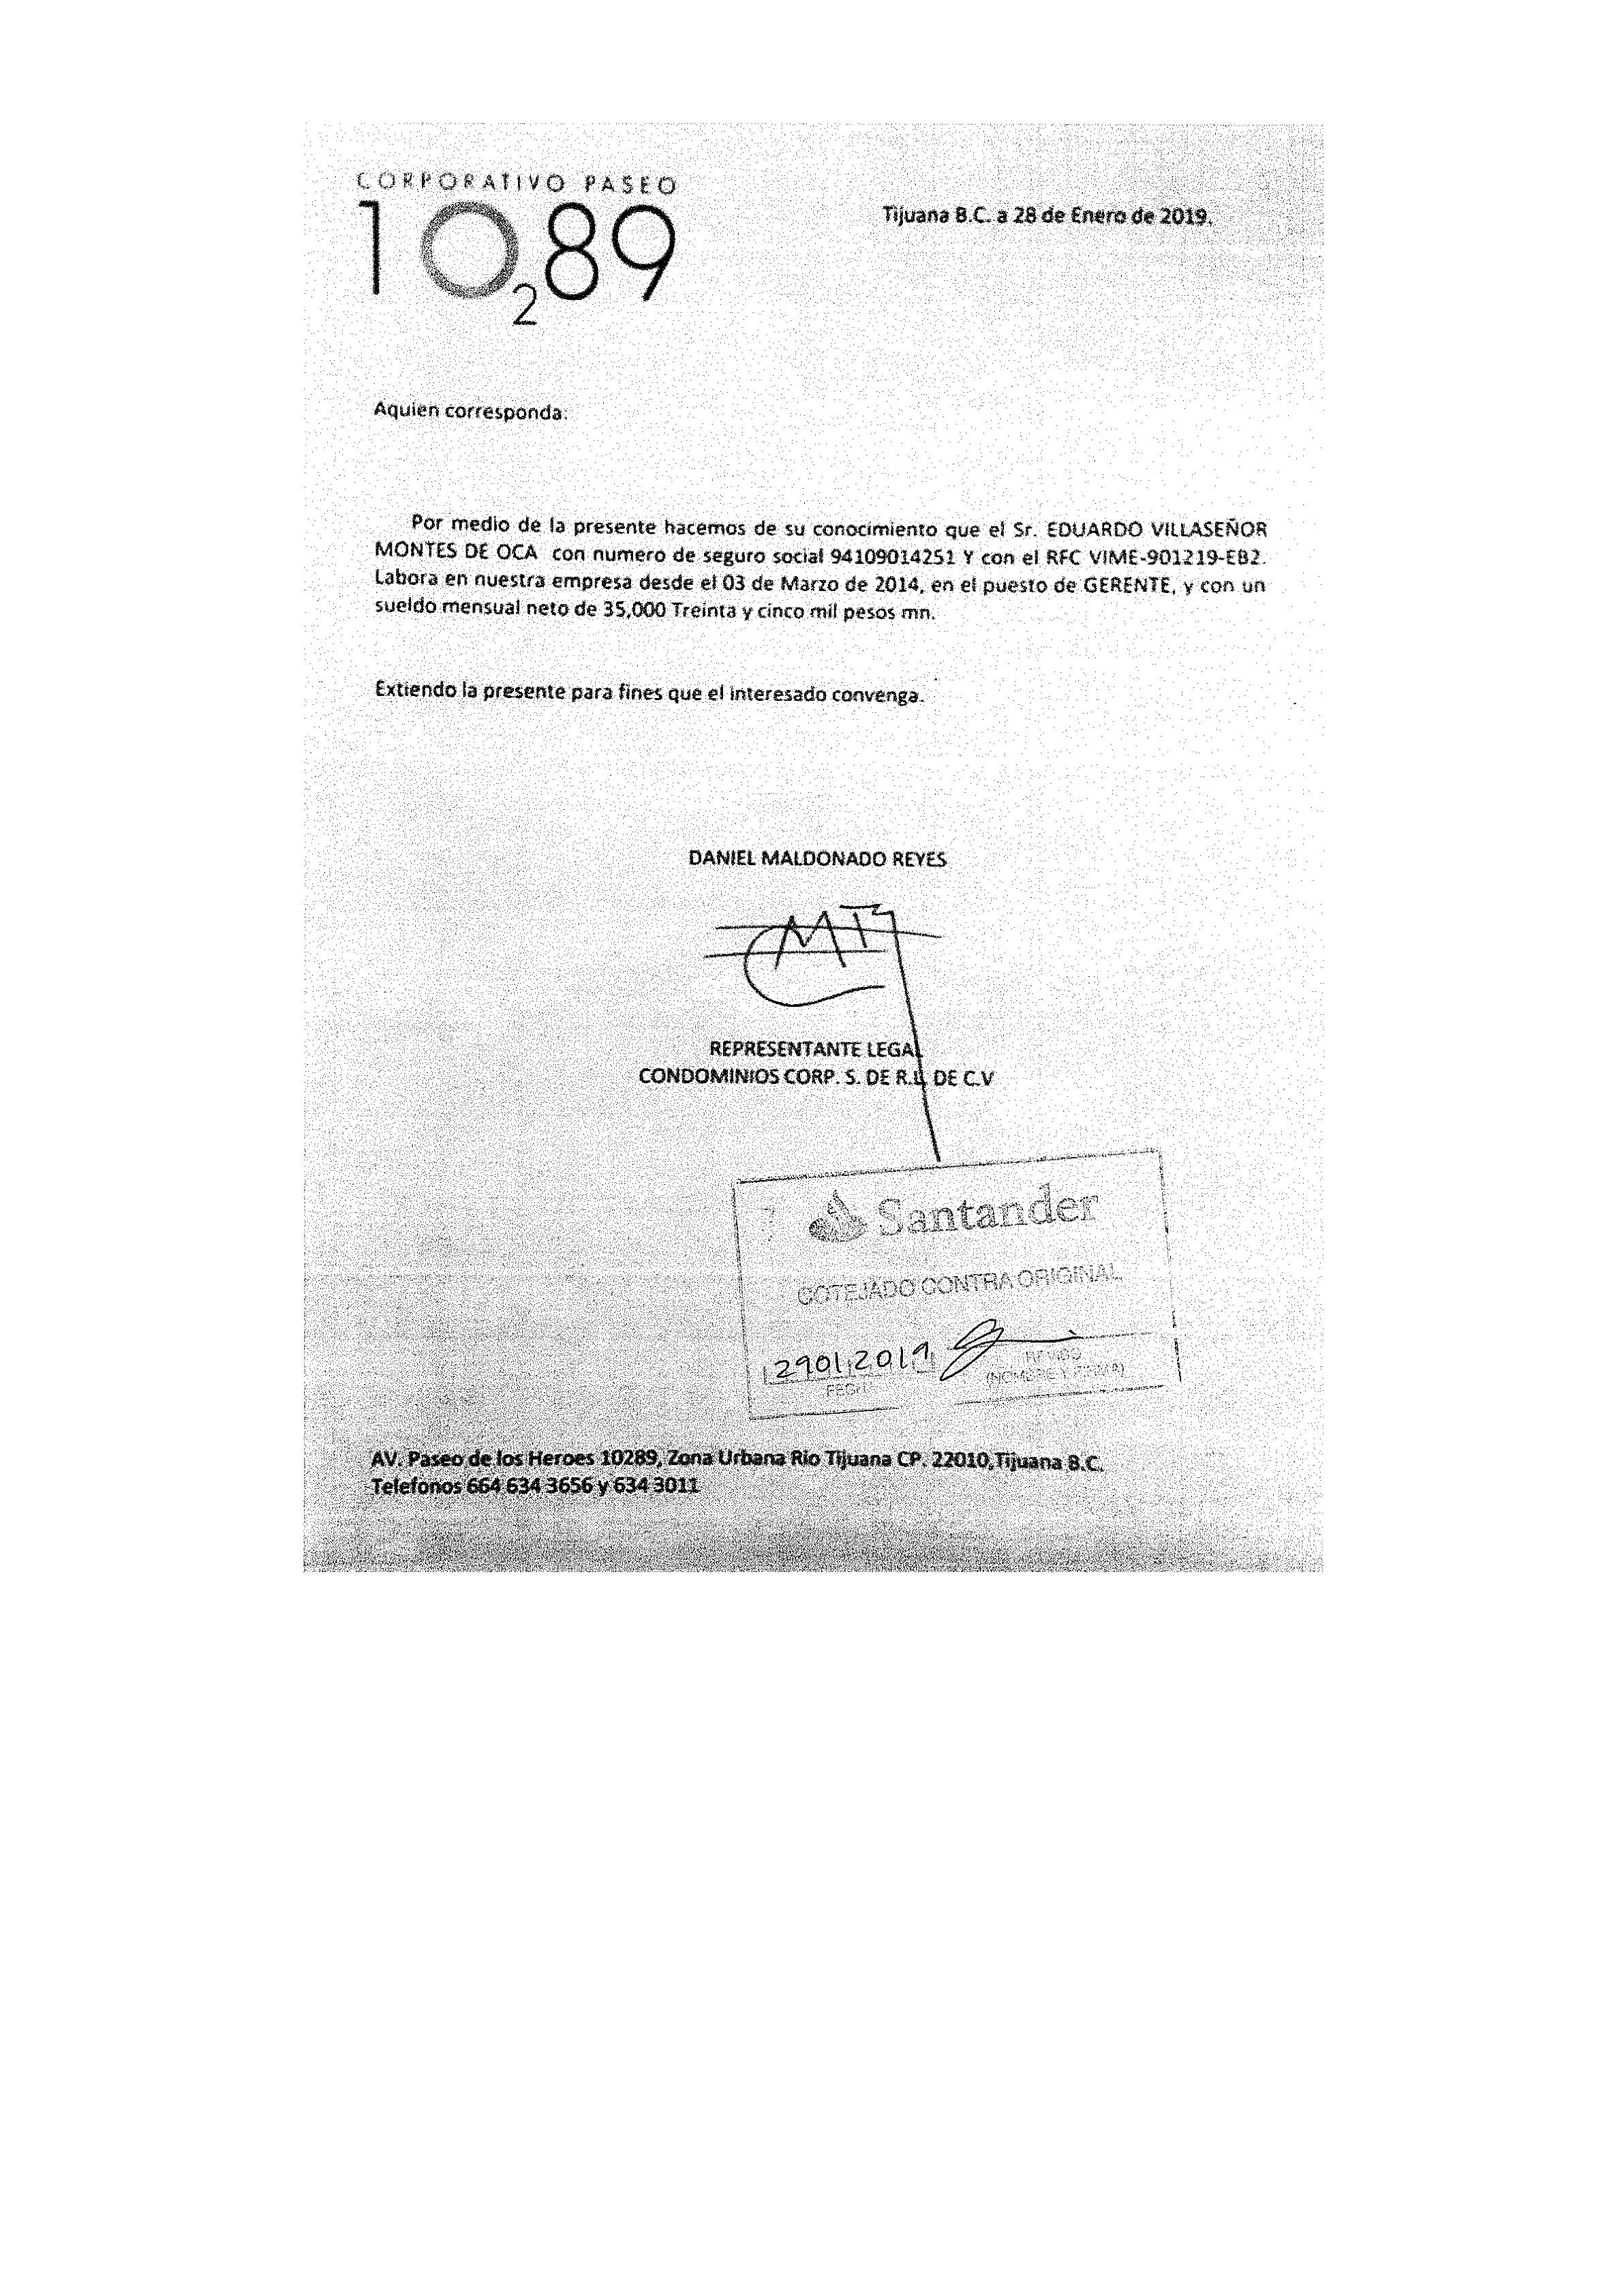 CORPORATIVO PASEO
10289
Tijuana B.C. a 28 de Enero de 2019.
Aquien corresponda:
Por medio de la presente hacemos de su conocimiento que el Sr. EDUARDO VILLASEÑOR
MONTES DE OCA con numero de seguro social 94109014251 Y con el RFC VIME-901219-EB2.
Labora en nuestra empresa desde el 03 de Marzo de 2014, en el puesto de GERENTE, y con un
sueldo mensual neto de 35,000 Treinta y cinco mil pesos mn.
Extiendo la presente para fines que el interesado convenga.
DANIEL MALDONADO REYES
REPRESENTANTE LEGAL
CONDOMINIOS CORP. S. DE R.L. DE C.V
Santander
COTEJADO CONTRA ORIGINAL
29012019
FECHA
(NOMBRE Y FIRMA)
AV. Paseo de los Heroes 10289, Zona Urbana Rio Tijuana CP. 22010,Tijuana B.C.
Telefonos 664 634 3656 y 634 3011